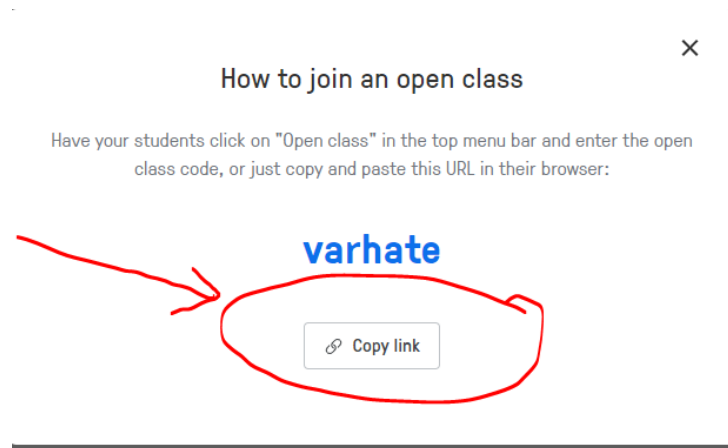 How to join an open class
Have your students click on "Open class" in the top menu bar and enter the open
class code, or just copy and paste this URL in their browser:
varhate
Copy link